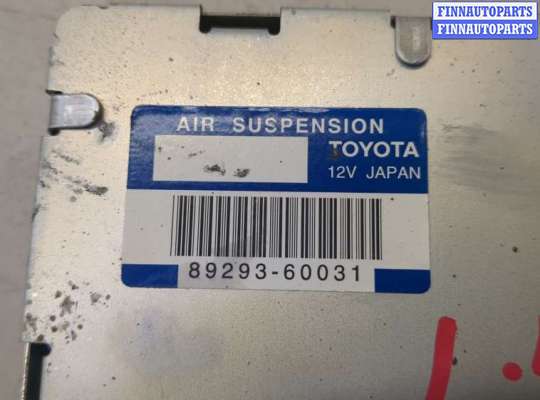 FINNAUTOPARTS
FINNAUTOPARTS
AIR SUSPENSION
TOYOTA
12V JAPAN
89293-60031